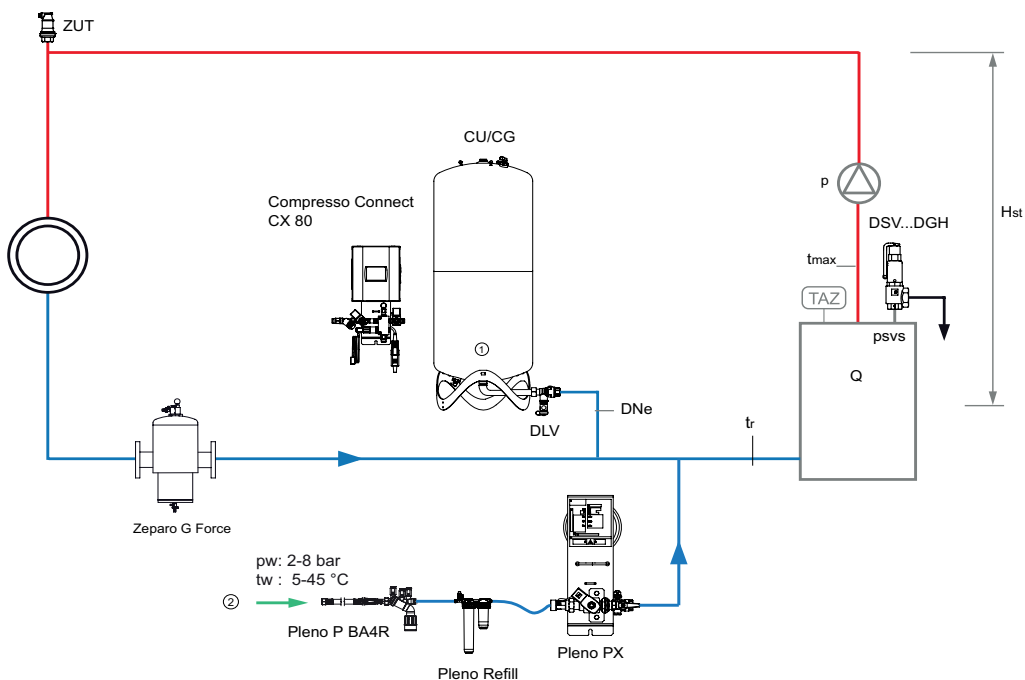 ZUT
CU/CG
Compresso Connect
CX 80
p
Hst
DSV...DGH
tmax
TAZ
psvs
Q
①
DNe
DLV
tr
Zeparo G Force
pw: 2-8 bar
tw : 5-45 °C
②
Pleno P BA4R
Pleno Refill
Pleno PX